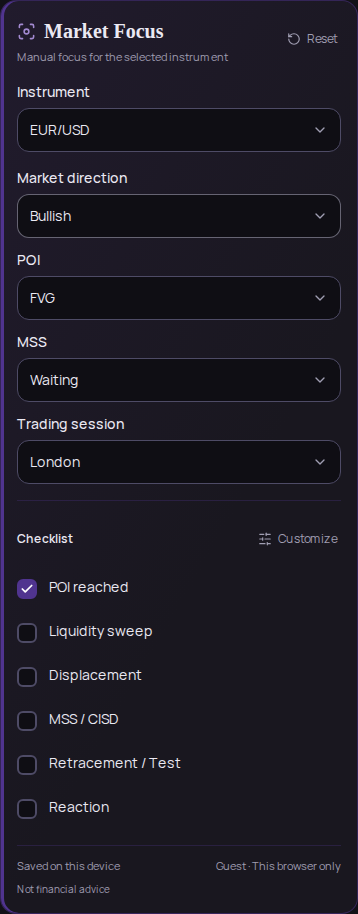 Market Focus
Reset
Manual focus for the selected instrument
Instrument
EUR/USD
Market direction
Bullish
POI
FVG
MSS
Waiting
Trading session
London
Checklist
Customize
POI reached
Liquidity sweep
Displacement
MSS / CISD
Retracement / Test
Reaction
Saved on this device
Guest · This browser only
Not financial advice